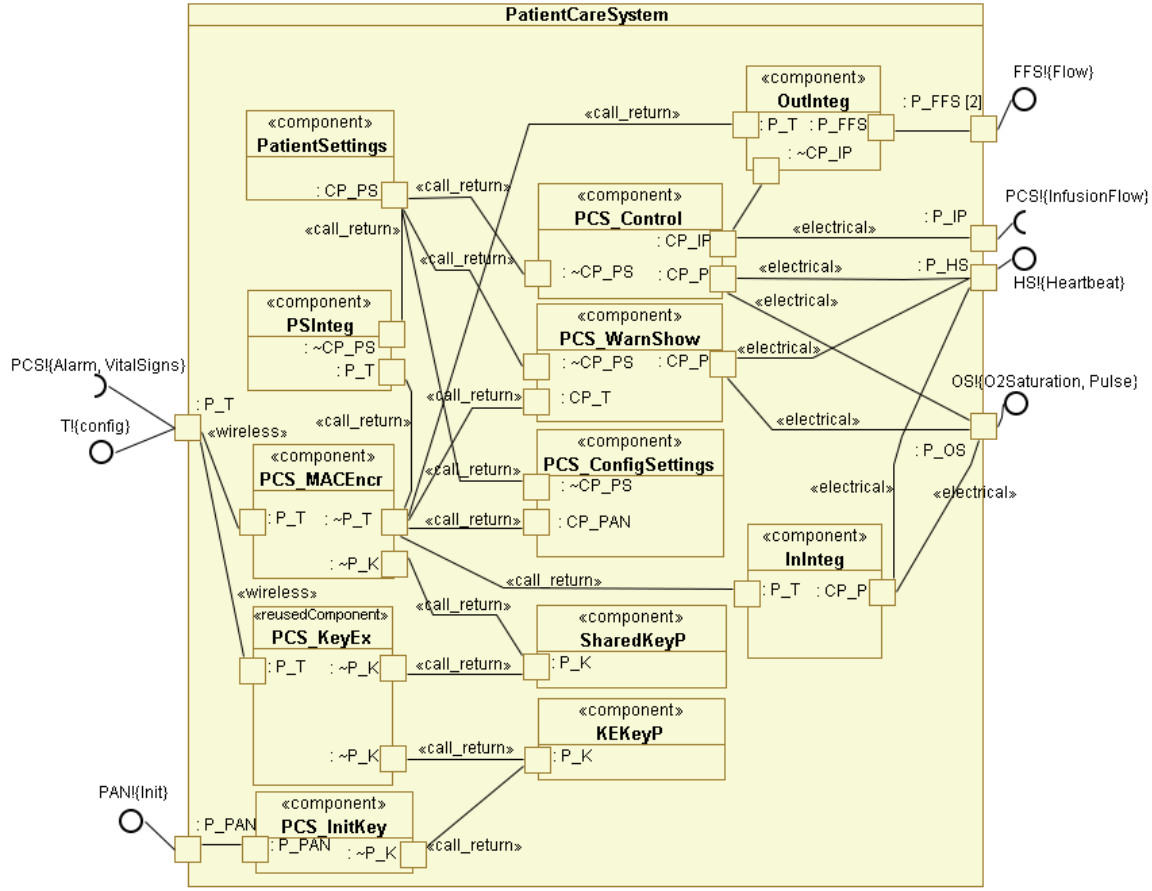 PatientCareSystem
FFS!{Flow}
«component»
OutInteg
: P_FFS [2]
: P_T : P_FFS
: ~CP_IP
«call_return»
«component»
PatientSettings
: CP_PS
«call_return»
«call_return»
«component»
PCS_Control
: CP_IP
: ~CP_PS : CP_P
PCS!{InfusionFlow}
: P_IP
«electrical»
: P_HS
«electrical»
HS!{Heartbeat}
«electrical»
«call_return»
«component»
PSInteg
: ~CP_PS
: P_T
«component»
PCS_WarnShow
: ~CP_PS : CP_P
: CP_T
«electrical»
PCS!{Alarm, VitalSigns}
OS!{O2Saturation, Pulse}
«call_return»
: P_T
T!{config}
«wireless»
«call_return»
«electrical»
: P_OS
«component»
PCS_MACEncr
: P_T : ~P_T
: ~P_K
«component»
PCS_ConfigSettings
: ~CP_PS
: CP_PAN
«call_return»
«call_return»
«electrical»
«electrical»
«component»
InInteg
: P_T : CP_P
«call_return»
«wireless»
«call_return»
«reusedComponent»
PCS_KeyEx
: P_T : ~P_K
: ~P_K
«component»
SharedKeyP
: P_K
«call_return»
«component»
KEKeyP
: P_K
«call_return»
PAN!{Init}
: P_PAN
«component»
PCS_InitKey
: P_PAN : ~P_K
«call_return»